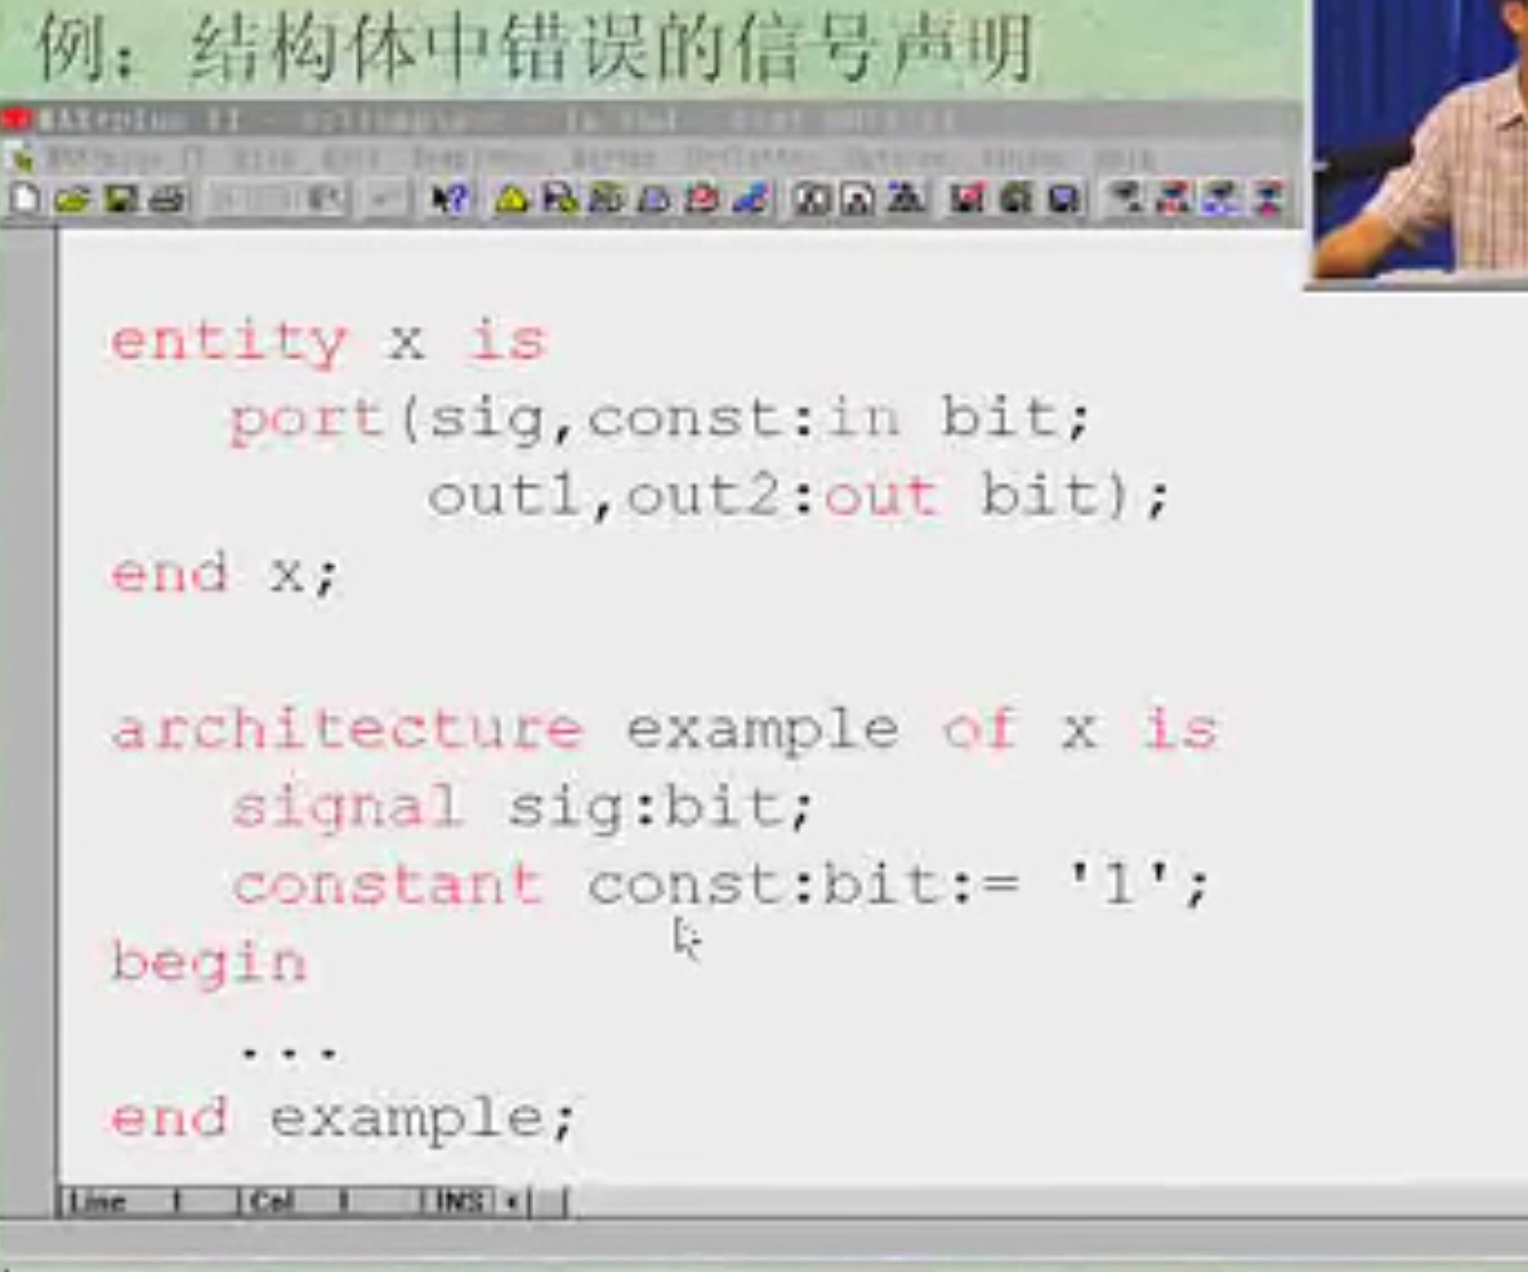 例：结构体中错误的信号声明
entity x is
port(sig,const:in bit;
out1,out2:out bit);
end x;
architecture example of x is
signal sig:bit;
constant const:bit:= '1';
begin
...
end example;
Line 1 Col 1 INS